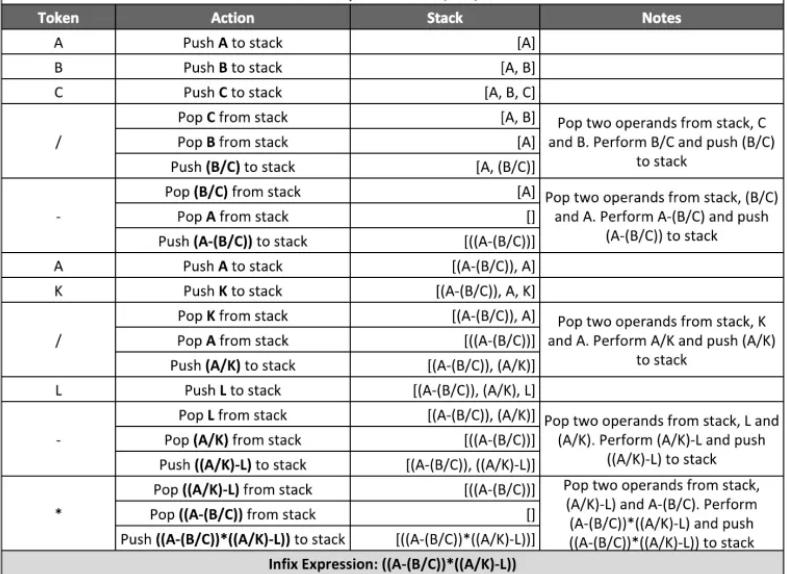 Token Action Stack Notes
A Push A to stack [A]
B Push B to stack [A, B]
C Push C to stack [A, B, C]
/ Pop C from stack [A, B]
Pop B from stack [A]
Push (B/C) to stack [A, (B/C)]
Pop two operands from stack, C
and B. Perform B/C and push (B/C)
to stack
- Pop (B/C) from stack [A]
Pop A from stack []
Push (A-(B/C)) to stack [((A-(B/C))]
Pop two operands from stack, (B/C)
and A. Perform A-(B/C) and push
(A-(B/C)) to stack
A Push A to stack [(A-(B/C)), A]
K Push K to stack [(A-(B/C)), A, K]
/ Pop K from stack [(A-(B/C)), A]
Pop A from stack [((A-(B/C))]
Push (A/K) to stack [(A-(B/C)), (A/K)]
Pop two operands from stack, K
and A. Perform A/K and push (A/K)
to stack
L Push L to stack [(A-(B/C)), (A/K), L]
- Pop L from stack [(A-(B/C)), (A/K)]
Pop (A/K) from stack [((A-(B/C))]
Push ((A/K)-L) to stack [(A-(B/C)), ((A/K)-L)]
Pop two operands from stack, L and
(A/K). Perform (A/K)-L and push
((A/K)-L) to stack
* Pop ((A/K)-L) from stack [((A-(B/C))]
Pop ((A-(B/C)) from stack []
Push ((A-(B/C))*((A/K)-L)) to stack [((A-(B/C))*((A/K)-L))]
Pop two operands from stack,
(A/K)-L) and A-(B/C). Perform
(A-(B/C))*((A/K)-L) and push
((A-(B/C))*((A/K)-L)) to stack
Infix Expression: ((A-(B/C))*((A/K)-L))